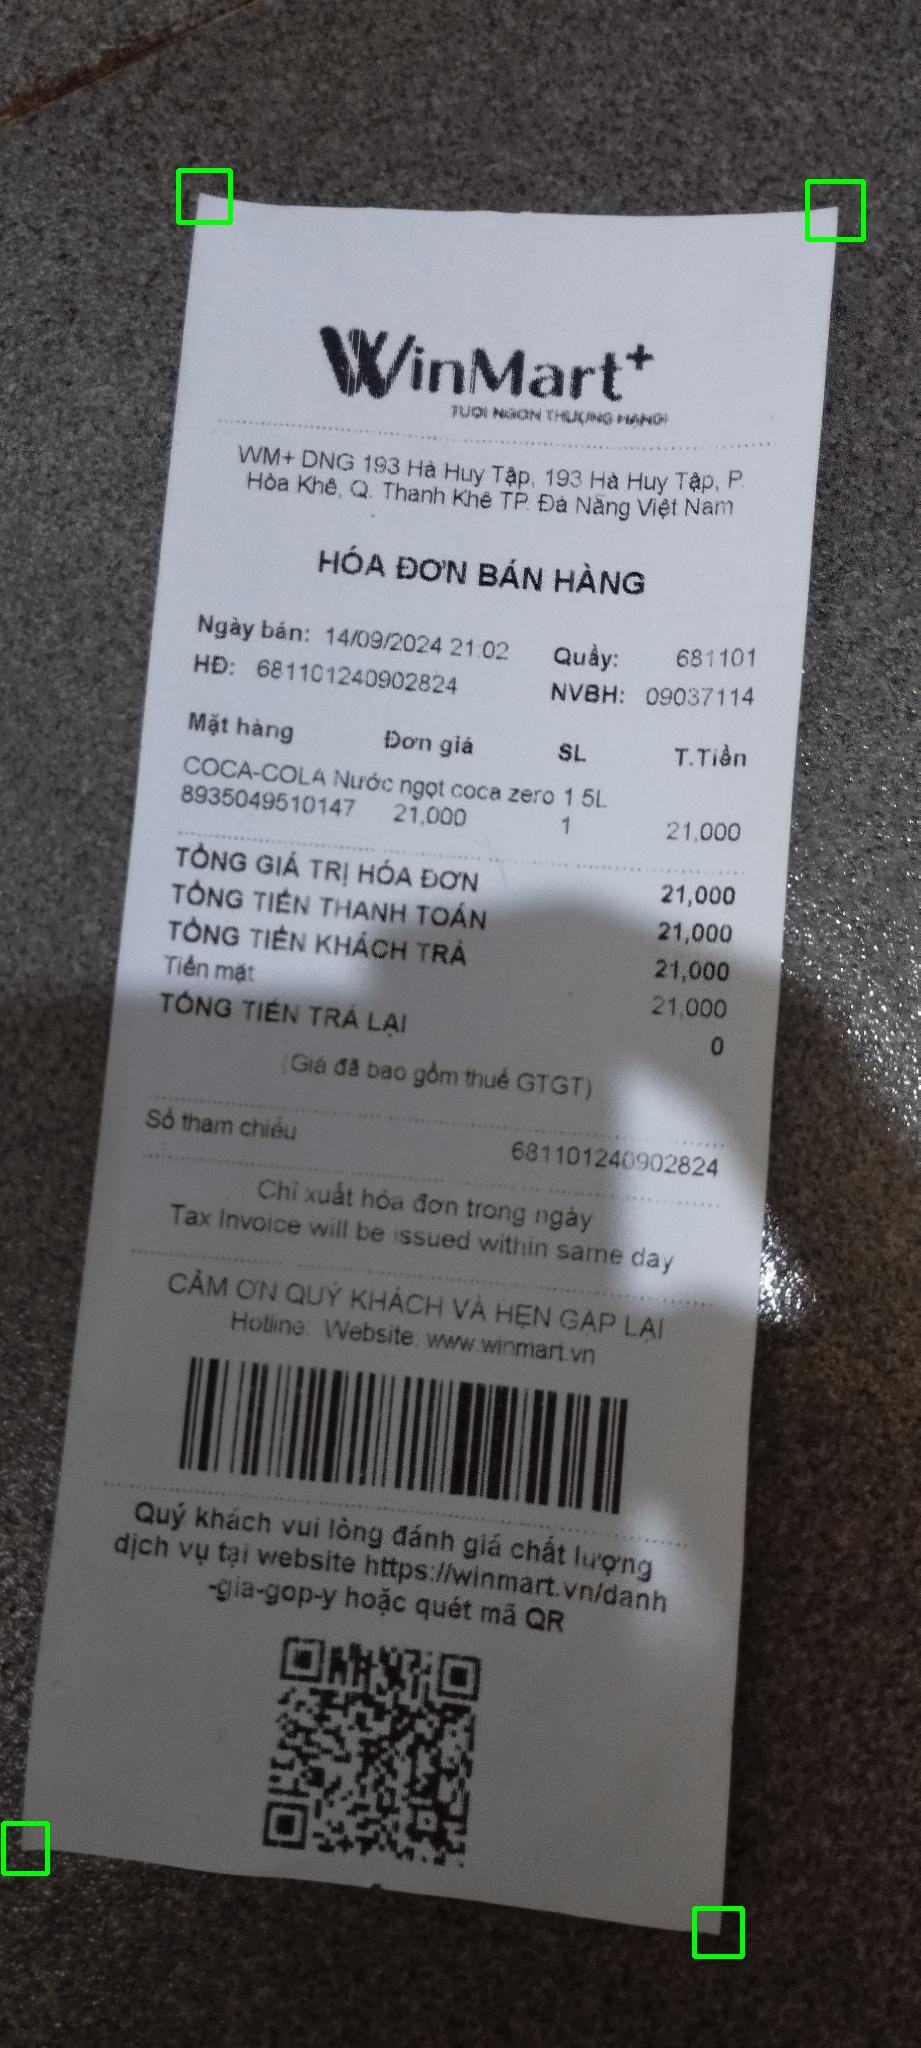 WinMart+
TƯƠI NGON THƯỢNG HẠNG!
WM+ DNG 193 Hà Huy Tập, 193 Hà Huy Tập, P.
Hòa Khê, Q. Thanh Khê TP. Đà Nẵng Việt Nam
HÓA ĐƠN BÁN HÀNG
Ngày bán: 14/09/2024 21:02 Quầy: 681101
HĐ: 681101240902824 NVBH: 09037114
Mặt hàng Đơn giá SL T.Tiền
COCA-COLA Nước ngọt coca zero 1.5L
8935049510147 21,000 1 21,000
TỔNG GIÁ TRỊ HÓA ĐƠN 21,000
TỔNG TIỀN THANH TOÁN 21,000
TỔNG TIỀN KHÁCH TRẢ 21,000
Tiền mặt 21,000
TỔNG TIỀN TRẢ LẠI 0
(Giá đã bao gồm thuế GTGT)
Số tham chiếu 681101240902824
Chỉ xuất hóa đơn trong ngày
Tax Invoice will be issued within same day
CẢM ƠN QUÝ KHÁCH VÀ HẸN GẶP LẠI
Hotline: Website: www.winmart.vn
Quý khách vui lòng đánh giá chất lượng
dịch vụ tại website https://winmart.vn/danh
-gia-gop-y hoặc quét mã QR